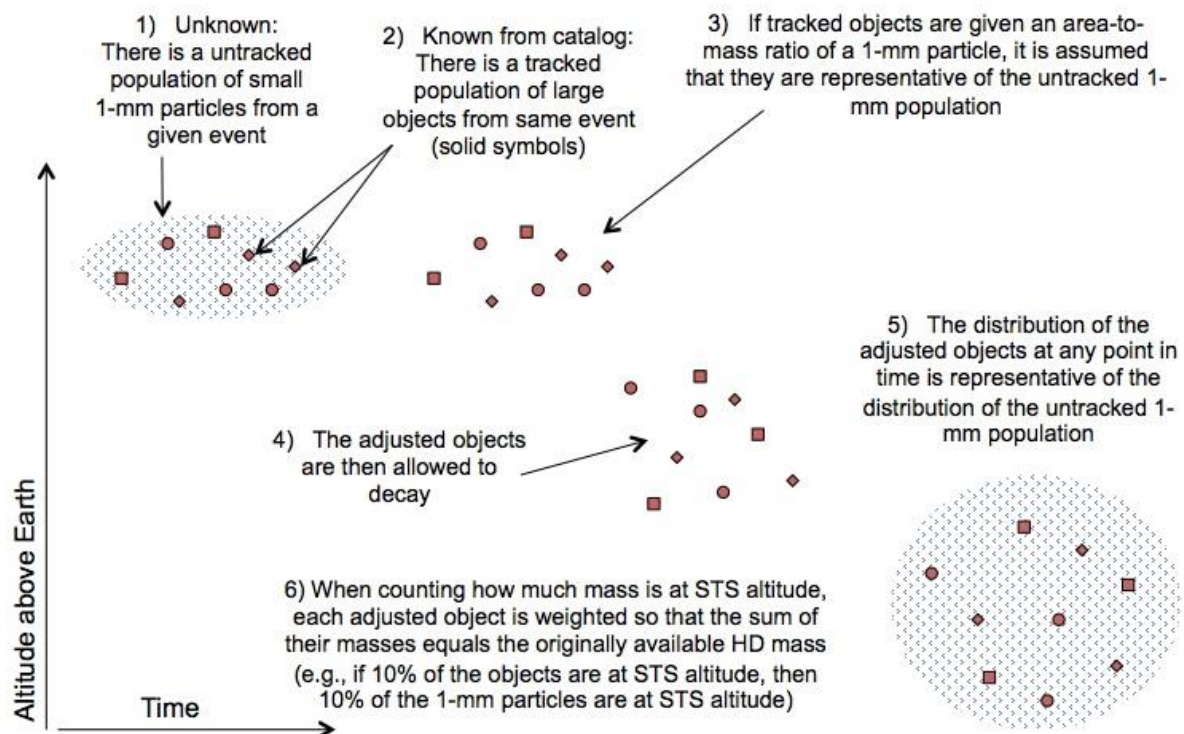 1) Unknown:
There is a untracked
population of small
1-mm particles from a
given event
2) Known from catalog:
There is a tracked
population of large
objects from same event
(solid symbols)
3) If tracked objects are given an area-to-
mass ratio of a 1-mm particle, it is assumed
that they are representative of the untracked 1-
mm population
4) The adjusted objects
are then allowed to
decay
5) The distribution of the
adjusted objects at any point in
time is representative of the
distribution of the untracked 1-
mm population
6) When counting how much mass is at STS altitude,
each adjusted object is weighted so that the sum of
their masses equals the originally available HD mass
(e.g., if 10% of the objects are at STS altitude, then
10% of the 1-mm particles are at STS altitude)
Altitude above Earth
Time